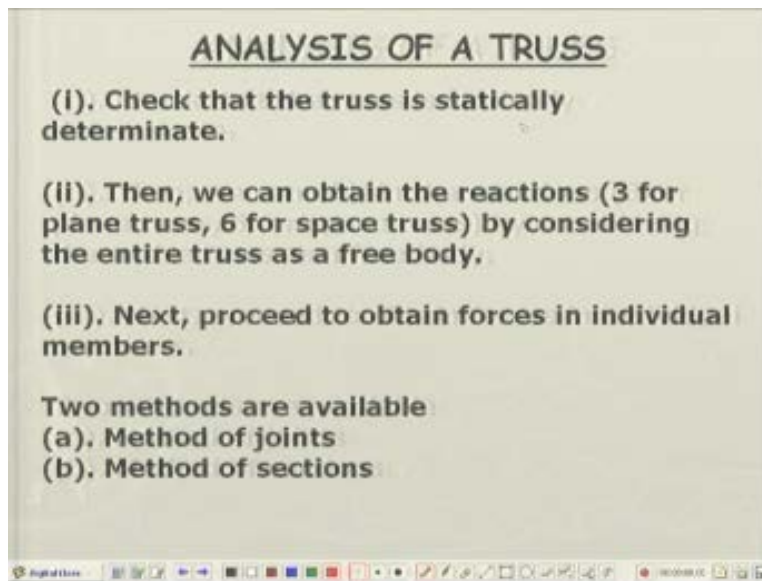 ANALYSIS OF A TRUSS
(i). Check that the truss is statically
determinate.
(ii). Then, we can obtain the reactions (3 for
plane truss, 6 for space truss) by considering
the entire truss as a free body.
(iii). Next, proceed to obtain forces in individual
members.
Two methods are available
(a). Method of joints
(b). Method of sections